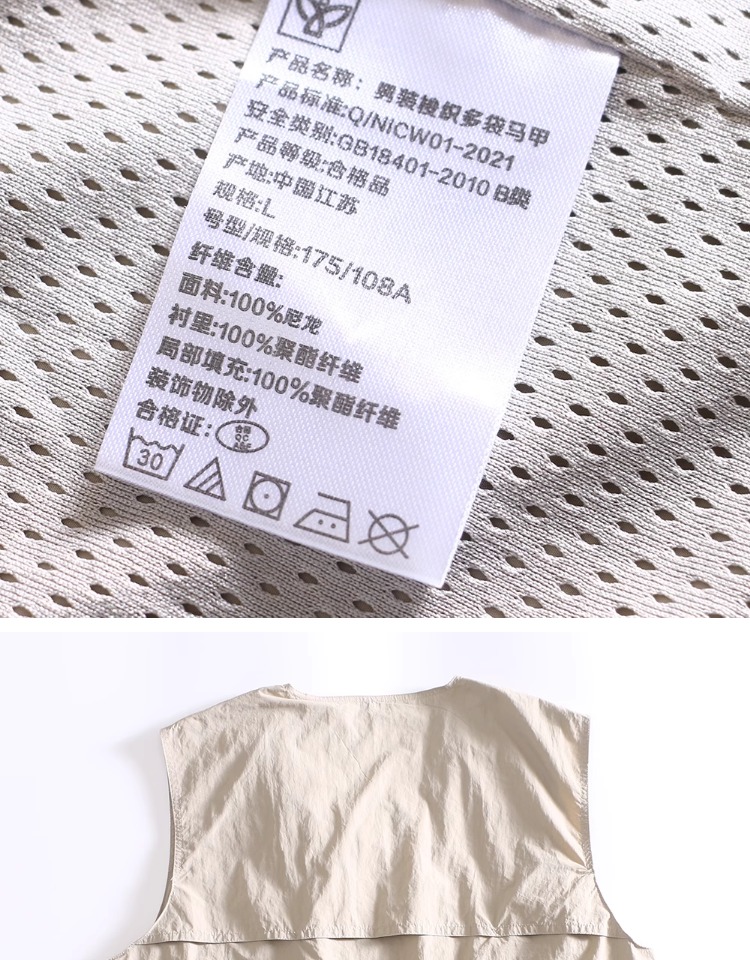 产品名称：男装梭织多袋马甲
产品标准:Q/NICW01-2021
安全类别:GB18401-2010 B类
产品等级:合格品
产地:中国江苏
规格:L
号型/规格:175/108A
纤维含量:
面料:100%尼龙
衬里:100%聚酯纤维
局部填充:100%聚酯纤维
装饰物除外
合格证:
QC
30